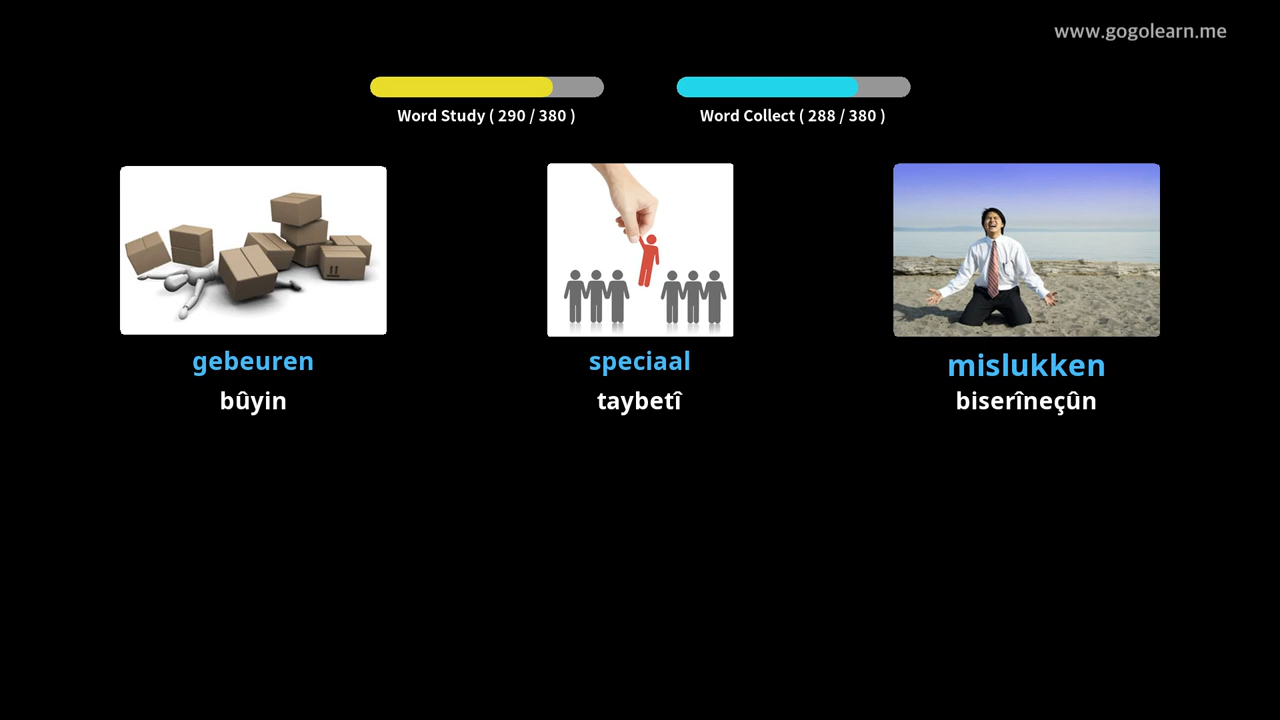 www.gogolearn.me
Word Study ( 290 / 380 )
Word Collect ( 288 / 380 )
gebeuren
bûyin
speciaal
taybetî
mislukken
biserîneçûn